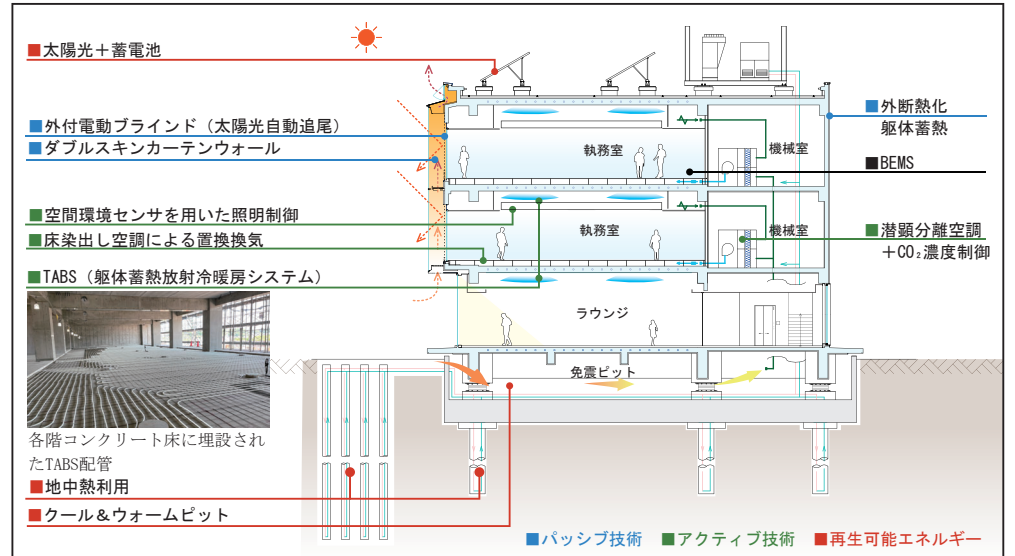 ■太陽光＋蓄電池
■外付電動ブラインド（太陽光自動追尾）
■ダブルスキンカーテンウォール
■空間環境センサを用いた照明制御
■床染出し空調による置換換気
■TABS（躯体蓄熱放射冷暖房システム）
各階コンクリート床に埋設され
たTABS配管
■地中熱利用
■クール＆ウォームピット
執務室
機械室
執務室
機械室
ラウンジ
免震ピット
■外断熱化
躯体蓄熱
■BEMS
■潜顕分離空調
＋CO₂濃度制御
■パッシブ技術 ■アクティブ技術 ■再生可能エネルギー